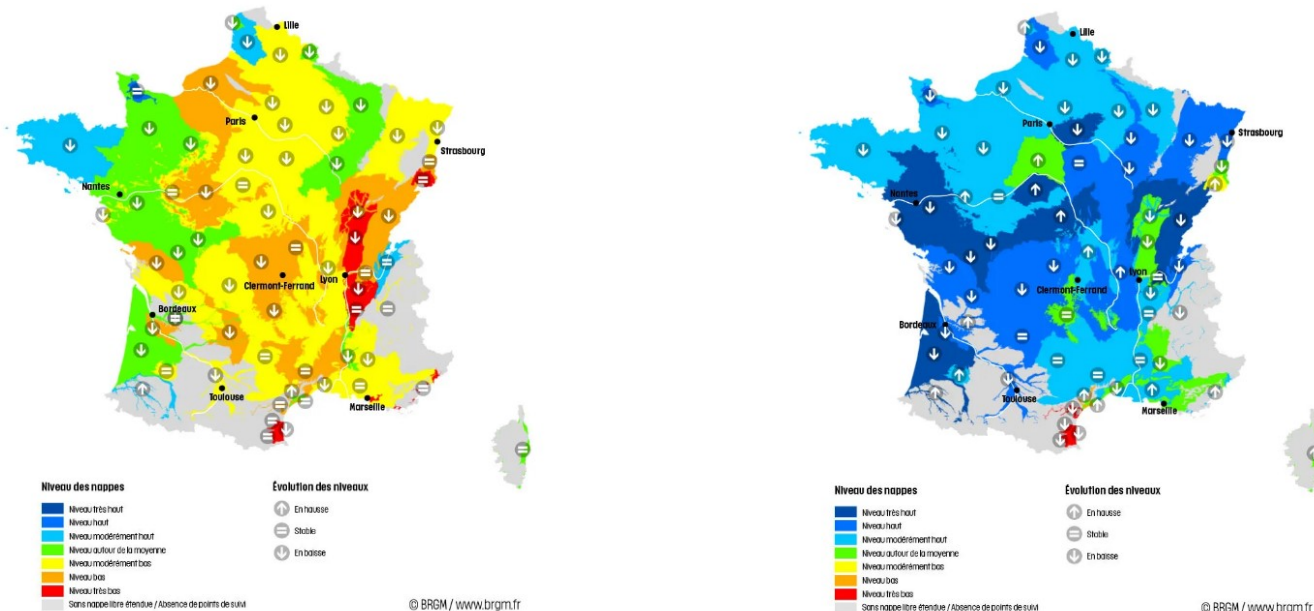 Lille
Paris
Strasbourg
Nantes
Lyon
Clermont-Ferrand
Bordeaux
Toulouse
Marseille
Niveau des nappes
Niveau très haut
Niveau haut
Niveau modérément haut
Niveau autour de la moyenne
Niveau modérément bas
Niveau bas
Niveau très bas
Sans nappe libre étendue / Absence de points de suivi
Évolution des niveaux
En hausse
Stable
En baisse
© BRGM / www.brgm.fr
Lille
Paris
Strasbourg
Nantes
Lyon
Clermont-Ferrand
Bordeaux
Toulouse
Marseille
Niveau des nappes
Niveau très haut
Niveau haut
Niveau modérément haut
Niveau autour de la moyenne
Niveau modérément bas
Niveau bas
Niveau très bas
Sans nappe libre étendue / Absence de points de suivi
Évolution des niveaux
En hausse
Stable
En baisse
© BRGM / www.brgm.fr